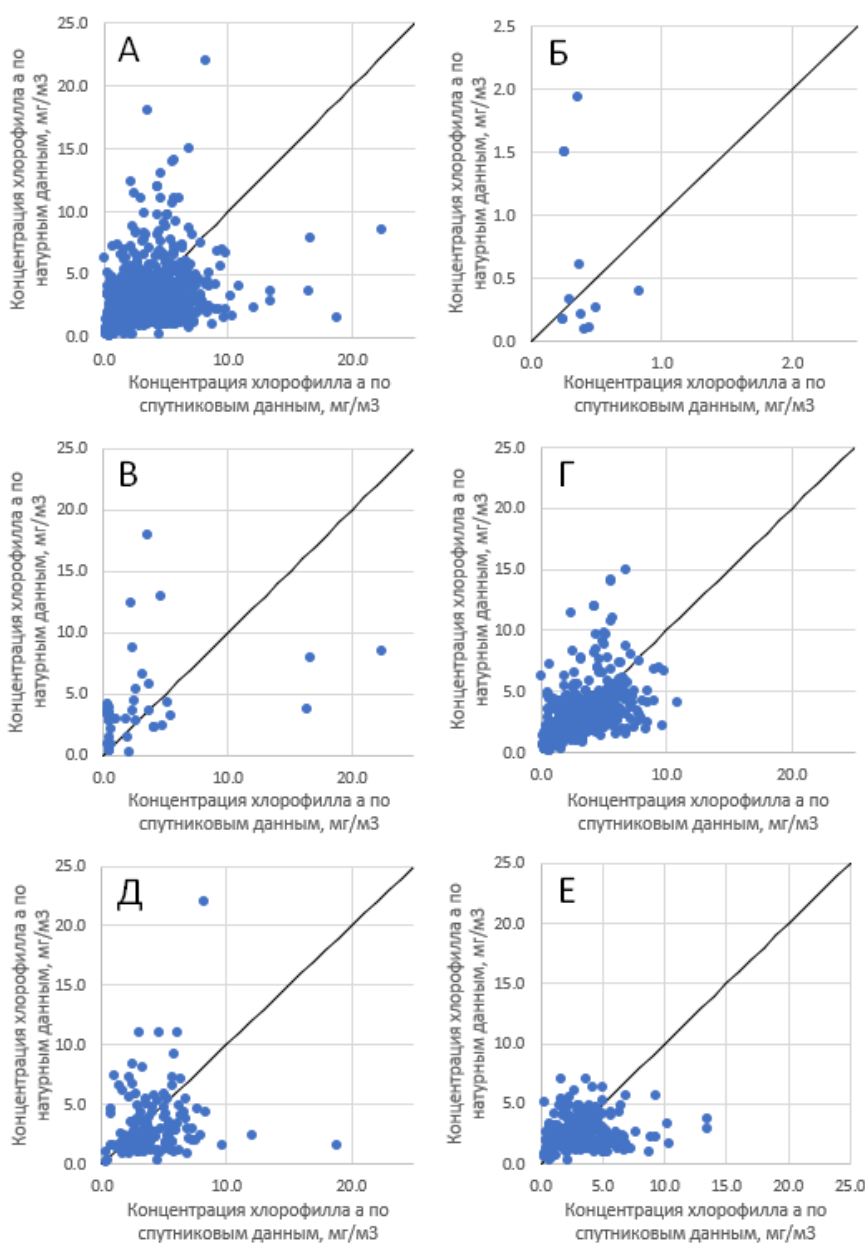 А
Концентрация хлорофилла а по
натурным данным, мг/м3
25.0
20.0
15.0
10.0
5.0
0.0
0.0
10.0
20.0
Концентрация хлорофилла а по
спутниковым данным, мг/м3
Б
Концентрация хлорофилла а по
натурным данным, мг/м3
2.5
2.0
1.5
1.0
0.5
0.0
0.0
1.0
2.0
Концентрация хлорофилла а по
спутниковым данным, мг/м3
В
Концентрация хлорофилла а по
натурным данным, мг/м3
25.0
20.0
15.0
10.0
5.0
0.0
0.0
10.0
20.0
Концентрация хлорофилла а по
спутниковым данным, мг/м3
Г
Концентрация хлорофилла а по
натурным данным, мг/м3
25.0
20.0
15.0
10.0
5.0
0.0
0.0
10.0
20.0
Концентрация хлорофилла а по
спутниковым данным, мг/м3
Д
Концентрация хлорофилла а по
натурным данным, мг/м3
25.0
20.0
15.0
10.0
5.0
0.0
0.0
10.0
20.0
Концентрация хлорофилла а по
спутниковым данным, мг/м3
Е
Концентрация хлорофилла а по
натурным данным, мг/м3
25.0
20.0
15.0
10.0
5.0
0.0
0.0
5.0
10.0
15.0
20.0
25.0
Концентрация хлорофилла а по
спутниковым данным, мг/м3